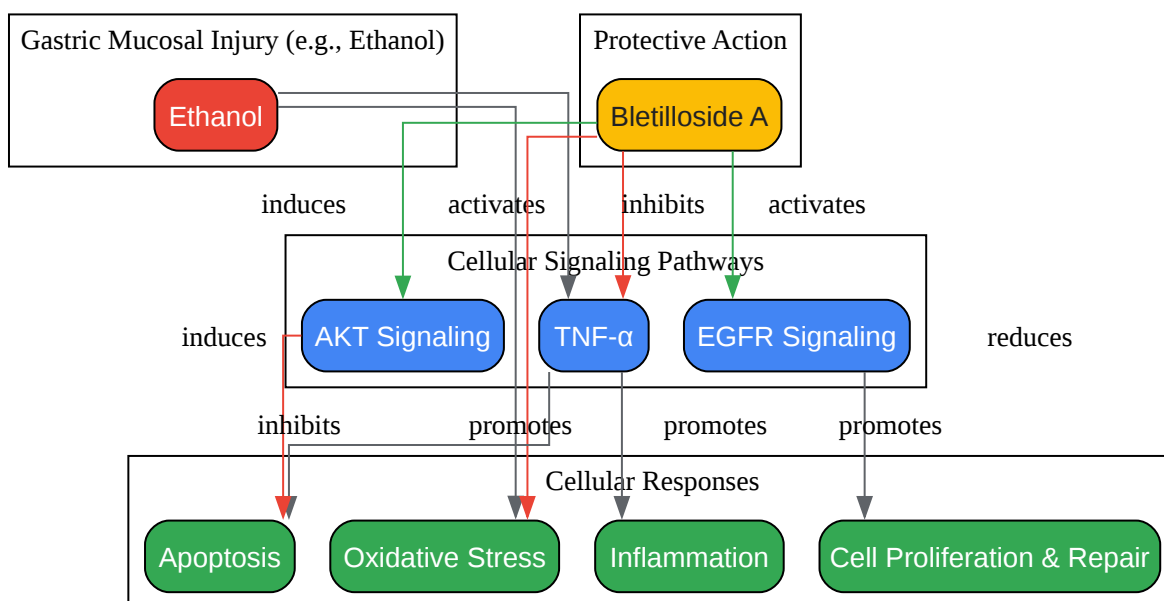 Gastric Mucosal Injury (e.g., Ethanol)
Protective Action
Ethanol
Bletilloside A
induces
activates
inhibits
activates
Cellular Signaling Pathways
AKT Signaling
TNF-α
EGFR Signaling
induces
reduces
inhibits
promotes
promotes
promotes
Cellular Responses
Apoptosis
Oxidative Stress
Inflammation
Cell Proliferation & Repair